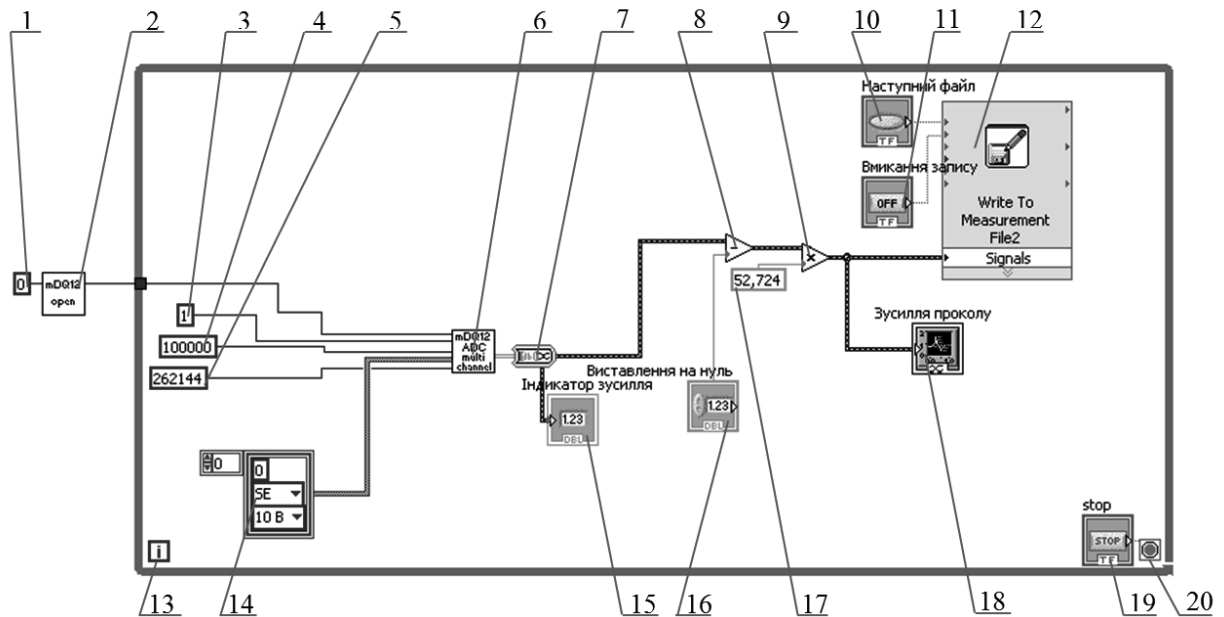 1 2 3 4 5 6 7 8 9 10 11 12
Наступний файл
TF
Вмикання запису
OFF
TF
Write To
Measurement
File2
Signals
0
mDQ12
open
1
100000
262144
mDQ12
ADC
multi
channel
52,724
Зусилля проколу
Виставлення на нуль
Індикатор зусилля
1.23
DBL
1.23
DBL
0
0
SE
10 В
stop
STOP
TF
i
13 14 15 16 17 18 19 20